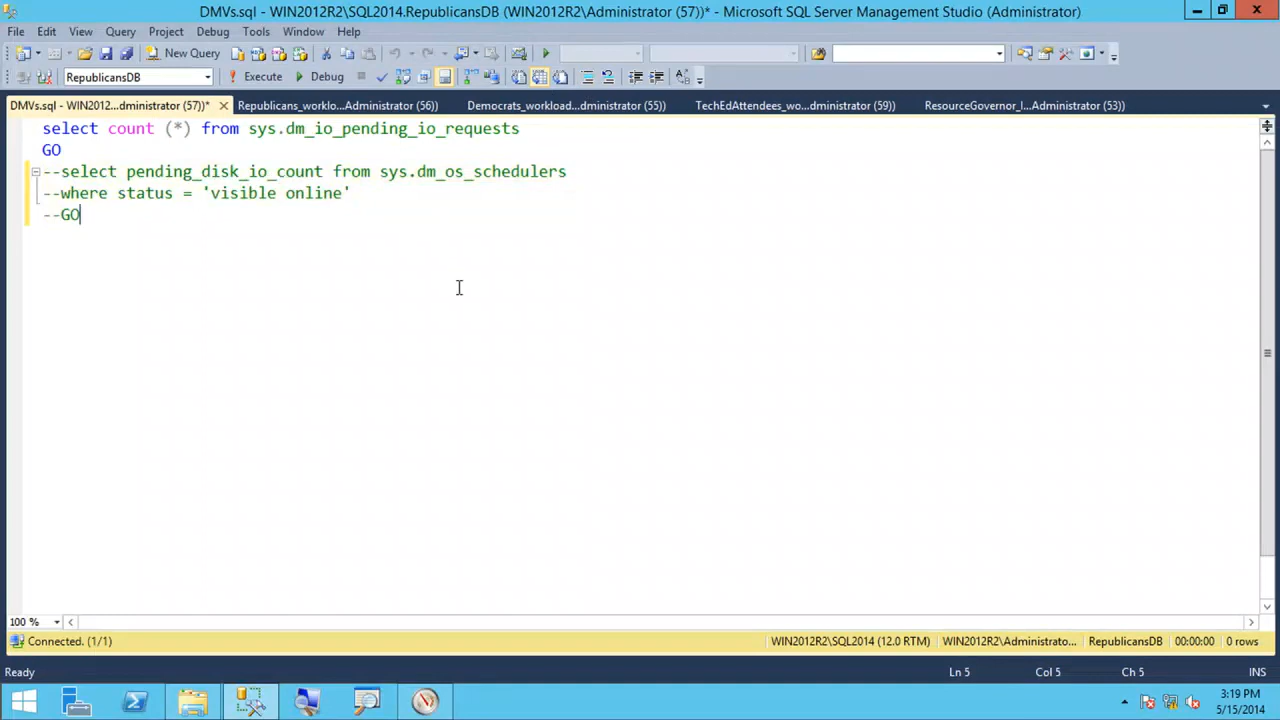 DMVs.sql - WIN2012R2\SQL2014.RepublicansDB (WIN2012R2\Administrator (57))* - Microsoft SQL Server Management Studio (Administrator)
File Edit View Query Project Debug Tools Window Help
New Query
RepublicansDB Execute Debug
DMVs.sql - WIN2012...dministrator (57))* Republicans_worklo...Administrator (56)) Democrats_workload...dministrator (55)) TechEdAttendees_wo...dministrator (59)) ResourceGovernor_I...Administrator (53))
select count (*) from sys.dm_io_pending_io_requests
GO
--select pending_disk_io_count from sys.dm_os_schedulers
--where status = 'visible online'
--GO
100 %
Connected. (1/1) WIN2012R2\SQL2014 (12.0 RTM) WIN2012R2\Administrato... RepublicansDB 00:00:00 0 rows
Ready Ln 5 Col 5 Ch 5 INS
3:19 PM
5/15/2014